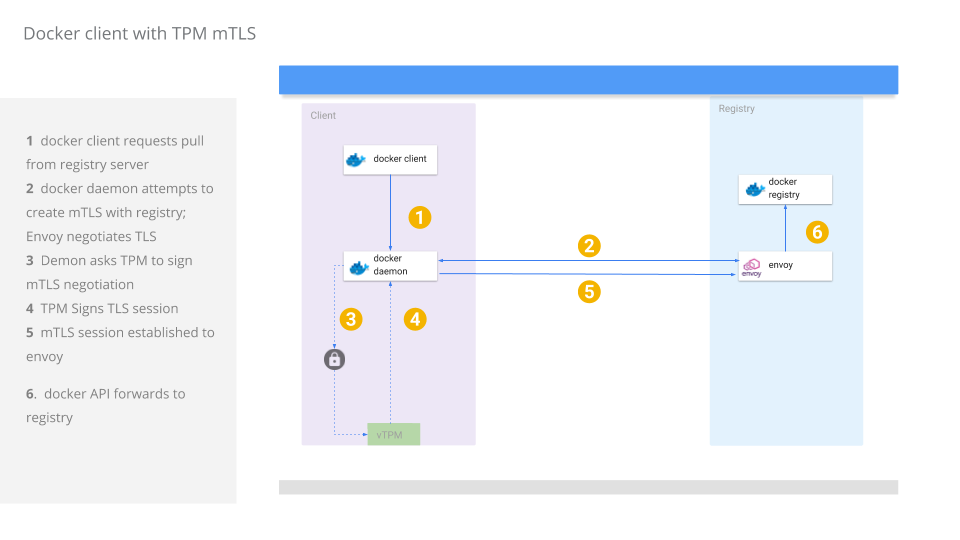 Docker client with TPM mTLS
1 docker client requests pull
from registry server
2 docker daemon attempts to
create mTLS with registry;
Envoy negotiates TLS
3 Demon asks TPM to sign
mTLS negotiation
4 TPM Signs TLS session
5 mTLS session established to
envoy
6. docker API forwards to
registry
Client
docker client
1
docker
daemon
3
4
vTPM
2
5
Registry
docker
registry
6
envoy
envoy